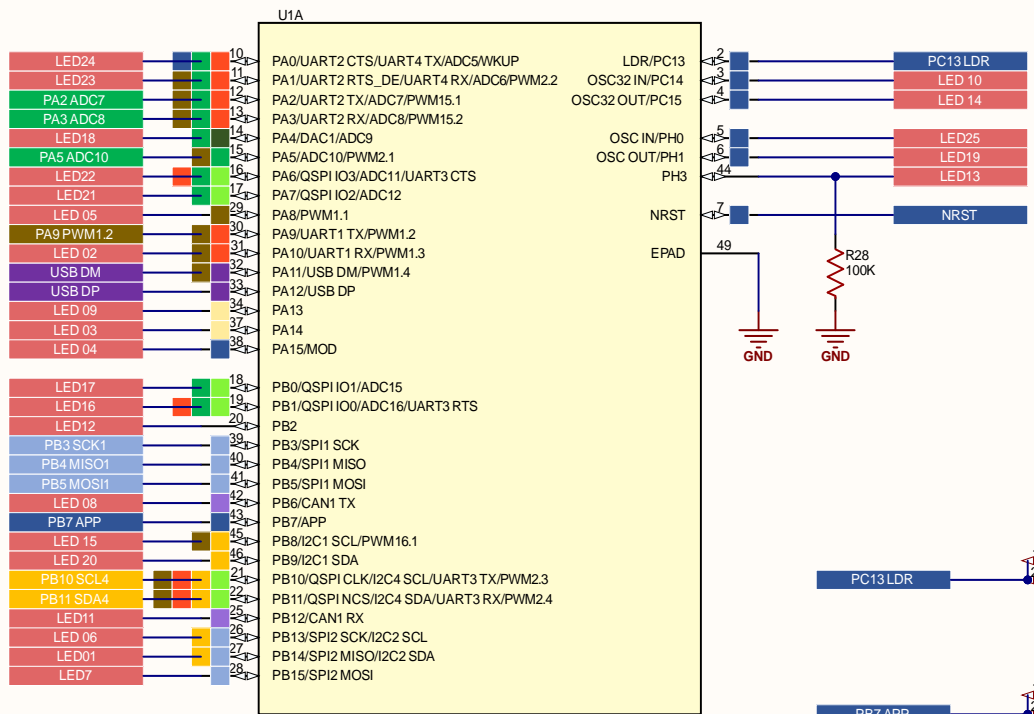 U1A
LED24 10 PA0/UART2 CTS/UART4 TX/ADC5/WKUP LDR/PC13 2 PC13 LDR
LED23 11 PA1/UART2 RTS_DE/UART4 RX/ADC6/PWM2.2 OSC32 IN/PC14 3 LED 10
PA2 ADC7 12 PA2/UART2 TX/ADC7/PWM15.1 OSC32 OUT/PC15 4 LED 14
PA3 ADC8 13 PA3/UART2 RX/ADC8/PWM15.2
LED18 14 PA4/DAC1/ADC9 OSC IN/PH0 5 LED25
PA5 ADC10 15 PA5/ADC10/PWM2.1 OSC OUT/PH1 6 LED19
LED22 16 PA6/QSPI IO3/ADC11/UART3 CTS PH3 44 LED13
LED21 17 PA7/QSPI IO2/ADC12
LED 05 29 PA8/PWM1.1 NRST 7 NRST
PA9 PWM1.2 30 PA9/UART1 TX/PWM1.2
LED 02 31 PA10/UART1 RX/PWM1.3 EPAD 49 R28
USB DM 32 PA11/USB DM/PWM1.4 100K
USB DP 33 PA12/USB DP
LED 09 34 PA13
LED 03 37 PA14
LED 04 38 PA15/MOD GND GND
LED17 18 PB0/QSPI IO1/ADC15
LED16 19 PB1/QSPI IO0/ADC16/UART3 RTS
LED12 20 PB2
PB3 SCK1 39 PB3/SPI1 SCK
PB4 MISO1 40 PB4/SPI1 MISO
PB5 MOSI1 41 PB5/SPI1 MOSI
LED 08 42 PB6/CAN1 TX
PB7 APP 43 PB7/APP
LED 15 45 PB8/I2C1 SCL/PWM16.1
LED 20 46 PB9/I2C1 SDA
PB10 SCL4 21 PB10/QSPI CLK/I2C4 SCL/UART3 TX/PWM2.3 PC13 LDR
PB11 SDA4 22 PB11/QSPI NCS/I2C4 SDA/UART3 RX/PWM2.4
LED11 25 PB12/CAN1 RX
LED 06 26 PB13/SPI2 SCK/I2C2 SCL
LED01 27 PB14/SPI2 MISO/I2C2 SDA
LED7 28 PB15/SPI2 MOSI
PB7 APP